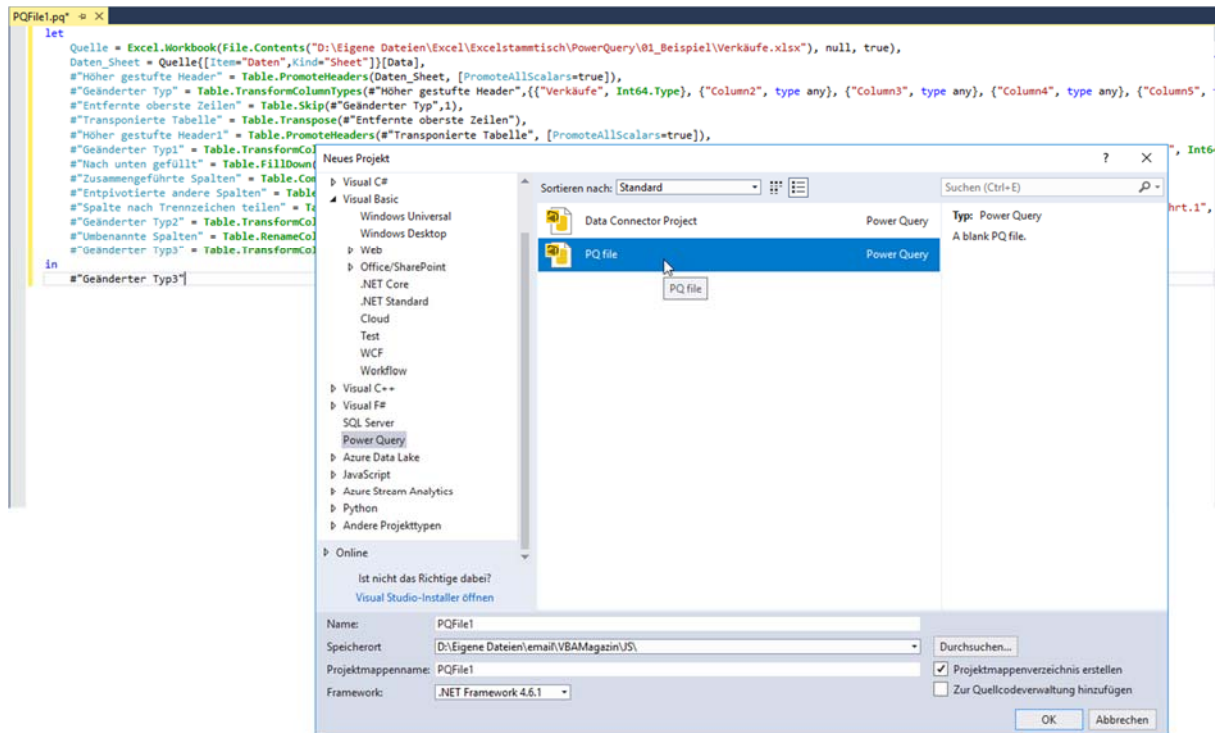 PQFile1.pq*
let
Quelle = Excel.Workbook(File.Contents("D:\Eigene Dateien\Excel\Excelstammtisch\PowerQuery\01_Beispiel\Verkäufe.xlsx"), null, true),
Daten_Sheet = Quelle{[Item="Daten",Kind="Sheet"]}[Data],
#"Höher gestufte Header" = Table.PromoteHeaders(Daten_Sheet, [PromoteAllScalars=true]),
#"Geänderter Typ" = Table.TransformColumnTypes(#"Höher gestufte Header",{{"Verkäufe", Int64.Type}, {"Column2", type any}, {"Column3", type any}, {"Column4", type any}, {"Column5",
#"Entfernte oberste Zeilen" = Table.Skip(#"Geänderter Typ",1),
#"Transponierte Tabelle" = Table.Transpose(#"Entfernte oberste Zeilen"),
#"Höher gestufte Header1" = Table.PromoteHeaders(#"Transponierte Tabelle", [PromoteAllScalars=true]),
#"Geänderter Typ1" = Table.TransformCol ", Int6
#"Nach unten gefüllt" = Table.FillDown(
#"Zusammengeführte Spalten" = Table.Com
#"Entpivotierte andere Spalten" = Table
#"Spalte nach Trennzeichen teilen" = Ta hrt.1",
#"Geänderter Typ2" = Table.TransformCol
#"Umbenannte Spalten" = Table.RenameCol
#"Geänderter Typ3" = Table.TransformCol
in
#"Geänderter Typ3"
Neues Projekt ? ×
Visual C#
Visual Basic
Windows Universal
Windows Desktop
Web
Office/SharePoint
.NET Core
.NET Standard
Cloud
Test
WCF
Workflow
Visual C++
Visual F#
SQL Server
Power Query
Azure Data Lake
JavaScript
Azure Stream Analytics
Python
Andere Projekttypen
Online
Ist nicht das Richtige dabei?
Visual Studio-Installer öffnen
Sortieren nach: Standard
Data Connector Project Power Query
PQ file Power Query
PQ file
Suchen (Ctrl+E)
Typ: Power Query
A blank PQ file.
Name: PQFile1
Speicherort D:\Eigene Dateien\email\VBAMagazin\JS\ Durchsuchen...
Projektmappenname: PQFile1 Projektmappenverzeichnis erstellen
Framework: .NET Framework 4.6.1 Zur Quellcodeverwaltung hinzufügen
OK Abbrechen